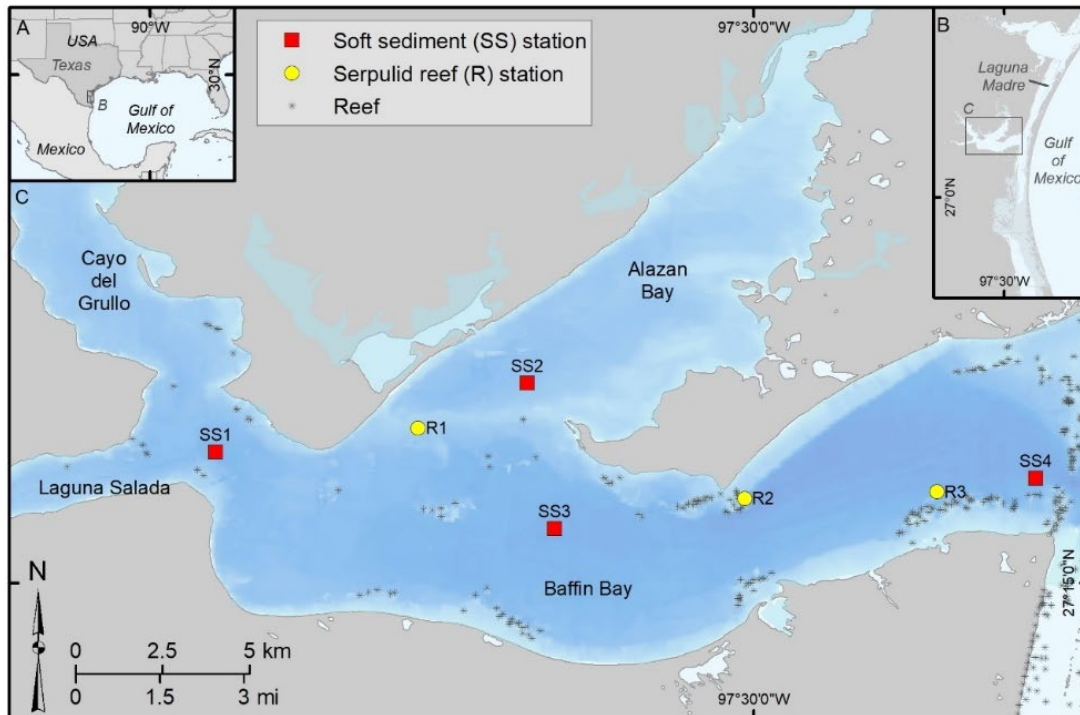 A
90°W
USA
Texas
30°N
B
Gulf of
Mexico
Mexico
Soft sediment (SS) station
Serpulid reef (R) station
Reef
97°30'0"W
B
Laguna
Madre
C
Gulf
of
Mexico
27°0'N
97°30'W
C
Cayo
del
Grullo
Alazan
Bay
SS2
R1
SS1
Laguna Salada
SS4
R2
R3
SS3
Baffin Bay
27°15'0"N
N
0 2.5 5 km
0 1.5 3 mi
97°30'0"W